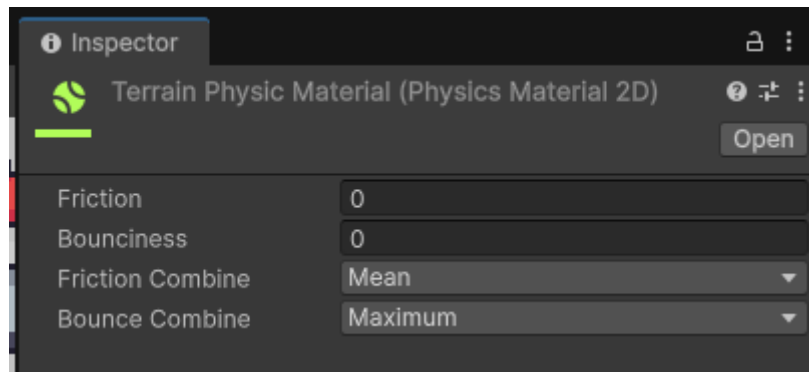 Inspector
Terrain Physic Material (Physics Material 2D)
Open
Friction 0
Bounciness 0
Friction Combine Mean
Bounce Combine Maximum